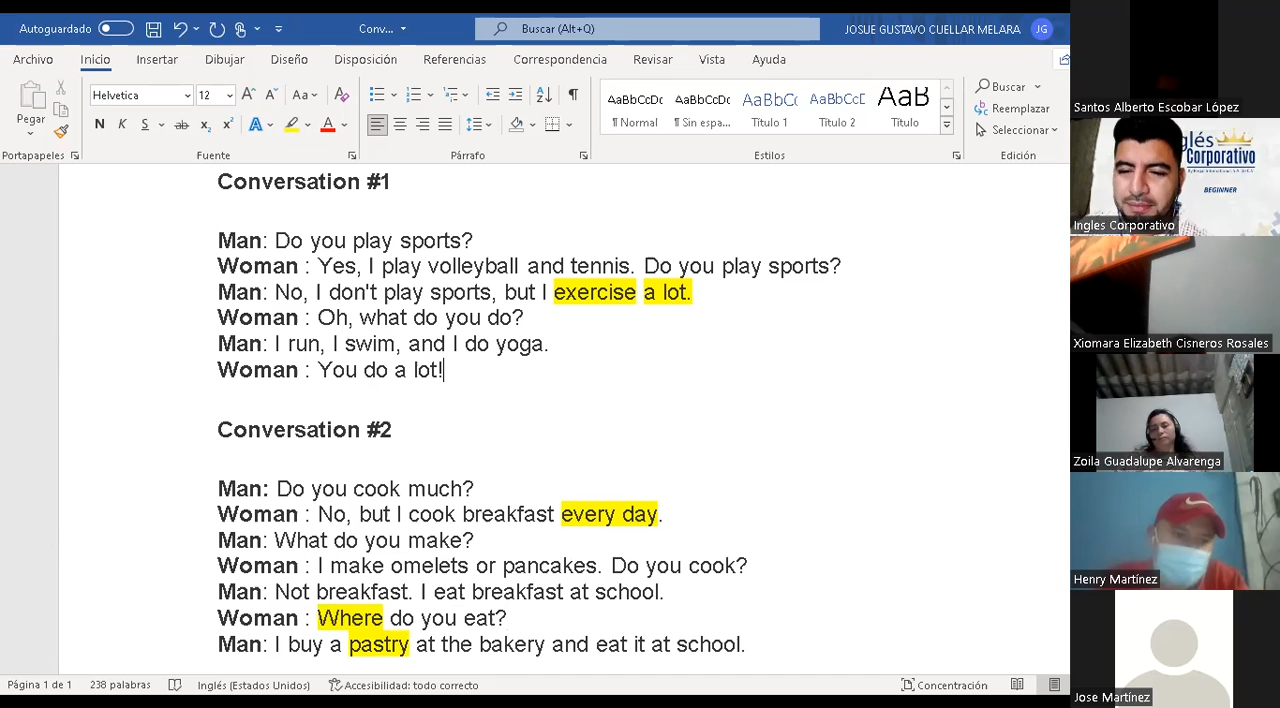 Autoguardado
Conv...
Buscar (Alt+Q)
JOSUE GUSTAVO CUELLAR MELARA
JG
Archivo Inicio Insertar Dibujar Diseño Disposición Referencias Correspondencia Revisar Vista Ayuda
Pegar
Portapapeles
Helvetica 12
Aa
N K S ab x₂ x² A A
Fuente
Párrafo
AaBbCcDc AaBbCcDc AaBbC( AaBbCcD AaB
¶ Normal ¶ Sin espa... Título 1 Título 2 Título
Estilos
Buscar
Reemplazar
Seleccionar
Edición
Conversation #1
Man: Do you play sports?
Woman : Yes, I play volleyball and tennis. Do you play sports?
Man: No, I don't play sports, but I exercise a lot.
Woman : Oh, what do you do?
Man: I run, I swim, and I do yoga.
Woman : You do a lot!
Conversation #2
Man: Do you cook much?
Woman : No, but I cook breakfast every day.
Man: What do you make?
Woman : I make omelets or pancakes. Do you cook?
Man: Not breakfast. I eat breakfast at school.
Woman : Where do you eat?
Man: I buy a pastry at the bakery and eat it at school.
Página 1 de 1 238 palabras Inglés (Estados Unidos) Accesibilidad: todo correcto Concentración
Santos Alberto Escobar López
Corporativo
BEGINNER
Ingles Corporativo
Xiomara Elizabeth Cisneros Rosales
Zoila Guadalupe Alvarenga
Henry Martínez
Jose Martínez